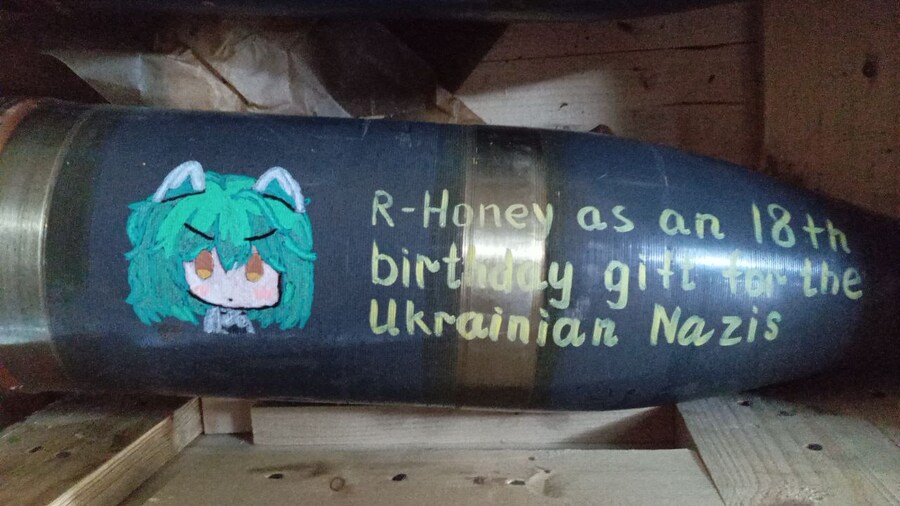 R-Honey as an 18th
birthday gift for the
Ukrainian Nazis